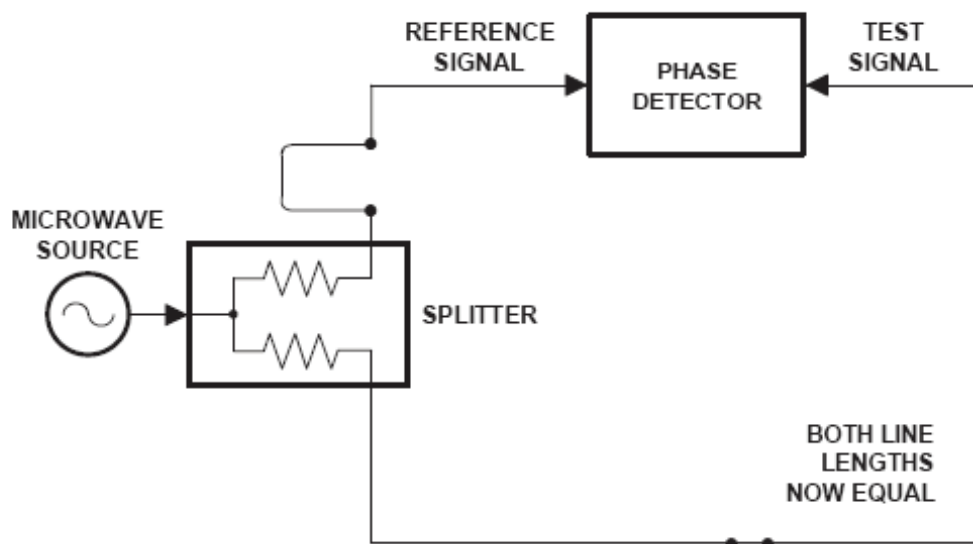 REFERENCE
SIGNAL
PHASE
DETECTOR
TEST
SIGNAL
MICROWAVE
SOURCE
SPLITTER
BOTH LINE
LENGTHS
NOW EQUAL